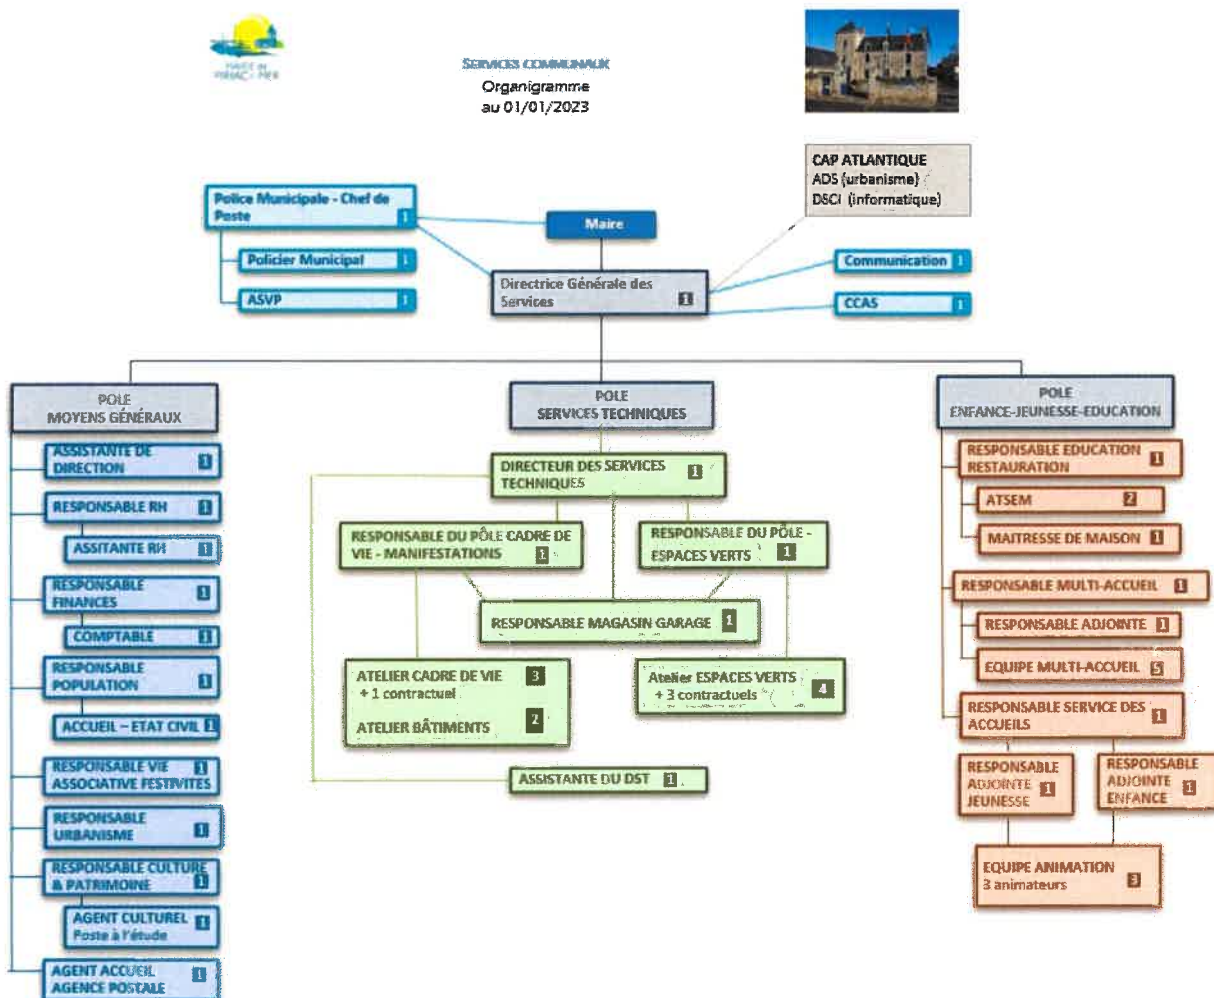 MAIRIE de
PIRIAC / MER
SERVICES COMMUNAUX
Organigramme
au 01/01/2023
CAP ATLANTIQUE
ADS (urbanisme)
DSCI (informatique)
Police Municipale - Chef de
Poste 1
Policier Municipal 1
ASVP 1
Maire
Directrice Générale des
Services 1
Communication 1
CCAS 1
POLE
MOYENS GÉNÉRAUX
ASSISTANTE DE
DIRECTION 1
RESPONSABLE RH 1
ASSITANTE RH 1
RESPONSABLE
FINANCES 1
COMPTABLE 1
RESPONSABLE
POPULATION 1
ACCUEIL – ETAT CIVIL 1
RESPONSABLE VIE 1
ASSOCIATIVE FESTIVITES
RESPONSABLE
URBANISME 1
RESPONSABLE CULTURE
& PATRIMOINE 1
AGENT CULTUREL 1
Poste à l'étude
AGENT ACCUEIL 1
AGENCE POSTALE
POLE
SERVICES TECHNIQUES
DIRECTEUR DES SERVICES
TECHNIQUES 1
RESPONSABLE DU PÔLE CADRE DE
VIE - MANIFESTATIONS 1
RESPONSABLE DU PÔLE -
ESPACES VERTS 1
RESPONSABLE MAGASIN GARAGE 1
ATELIER CADRE DE VIE 3
+ 1 contractuel
ATELIER BÂTIMENTS 2
Atelier ESPACES VERTS
+ 3 contractuels 4
ASSISTANTE DU DST 1
POLE
ENFANCE-JEUNESSE-EDUCATION
RESPONSABLE EDUCATION
RESTAURATION 1
ATSEM 2
MAITRESSE DE MAISON 1
RESPONSABLE MULTI-ACCUEIL 1
RESPONSABLE ADJOINTE 1
EQUIPE MULTI-ACCUEIL 5
RESPONSABLE SERVICE DES
ACCUEILS 1
RESPONSABLE
ADJOINTE 1
JEUNESSE
RESPONSABLE
ADJOINTE 1
ENFANCE
EQUIPE ANIMATION
3 animateurs 3